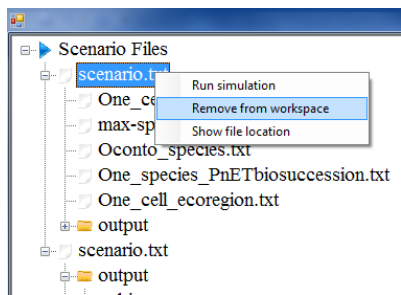 Scenario Files
scenario.txt
Run simulation
One_ce
Remove from workspace
max-sp
Show file location
Oconto_species.txt
One_species_PnETbiosuccession.txt
One_cell_ecoregion.txt
output
scenario.txt
output